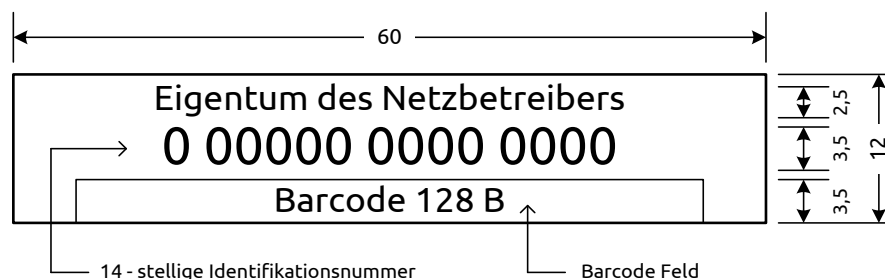 60
Eigentum des Netzbetreibers
0 00000 0000 0000
Barcode 128 B
2,5
3,5
3,5
12
14 - stellige Identifikationsnummer
Barcode Feld